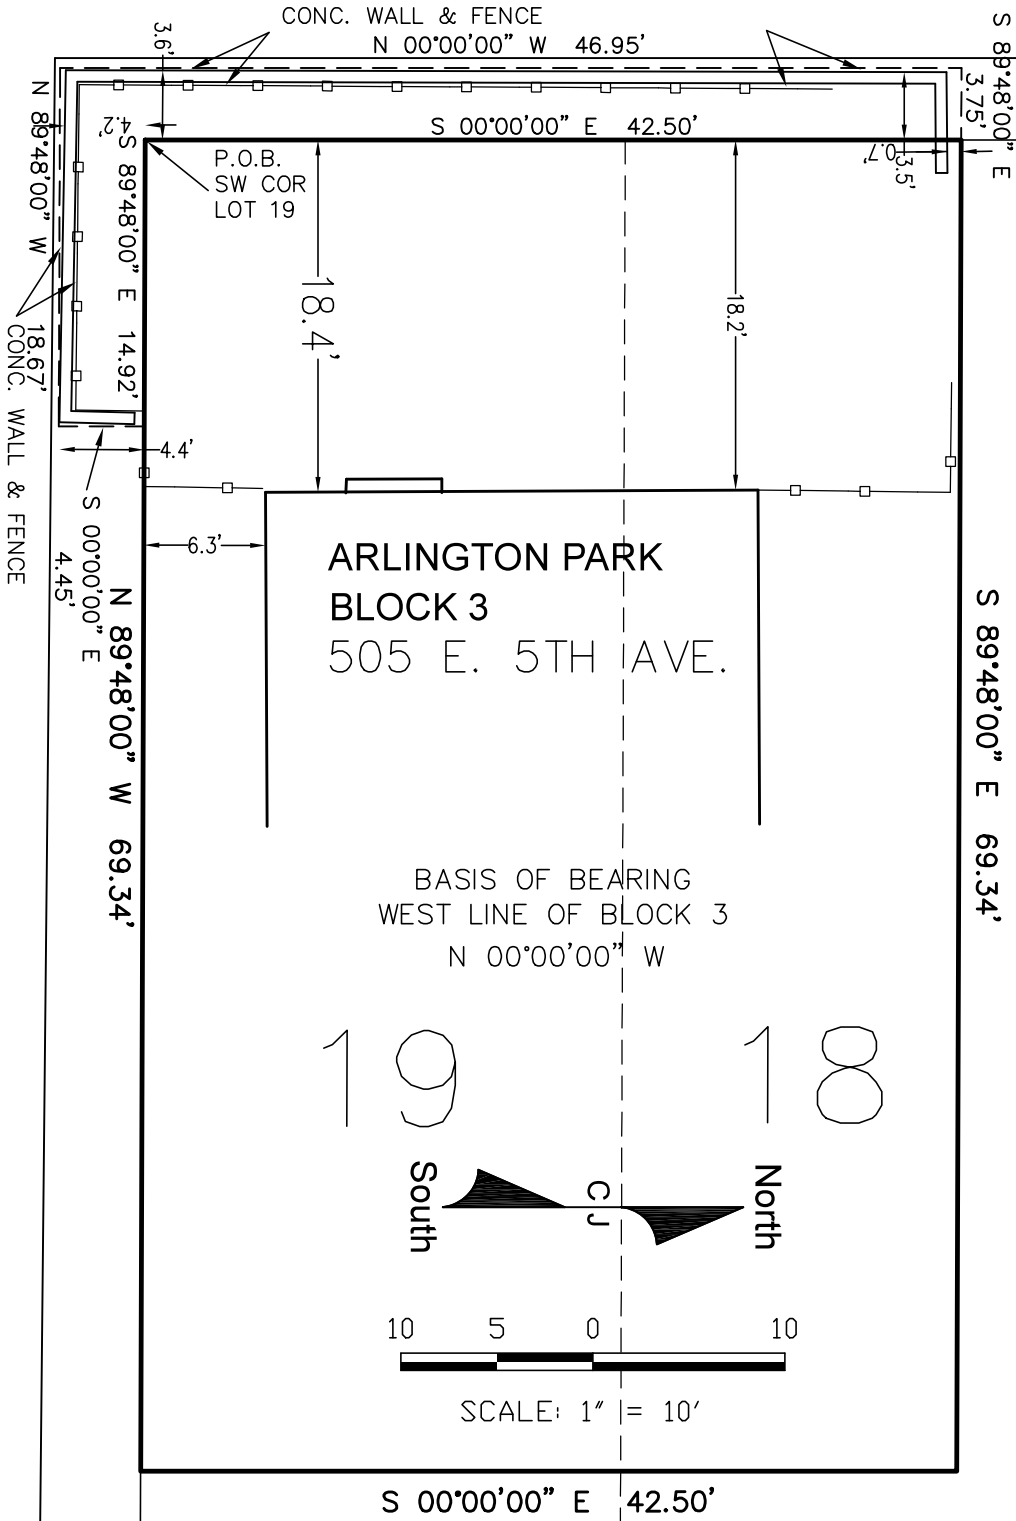 CONC. WALL & FENCE
N 00°00'00" W 46.95'
S 89°48'00" E
3.75'
3.6'
N 89°48'00" W
18.67'
4.2'
S 00°00'00" E 42.50'
0.7'
3.5'
P.O.B.
SW COR
LOT 19
S 89°48'00" E 14.92'
18.4'
18.2'
CONC. WALL & FENCE
4.4'
S 00°00'00" E
4.45'
6.3'
ARLINGTON PARK
BLOCK 3
505 E. 5TH AVE.
N 89°48'00" W 69.34'
S 89°48'00" E 69.34'
BASIS OF BEARING
WEST LINE OF BLOCK 3
N 00°00'00" W
19 18
South CJ North
10 5 0 10
SCALE: 1" = 10'
S 00°00'00" E 42.50'